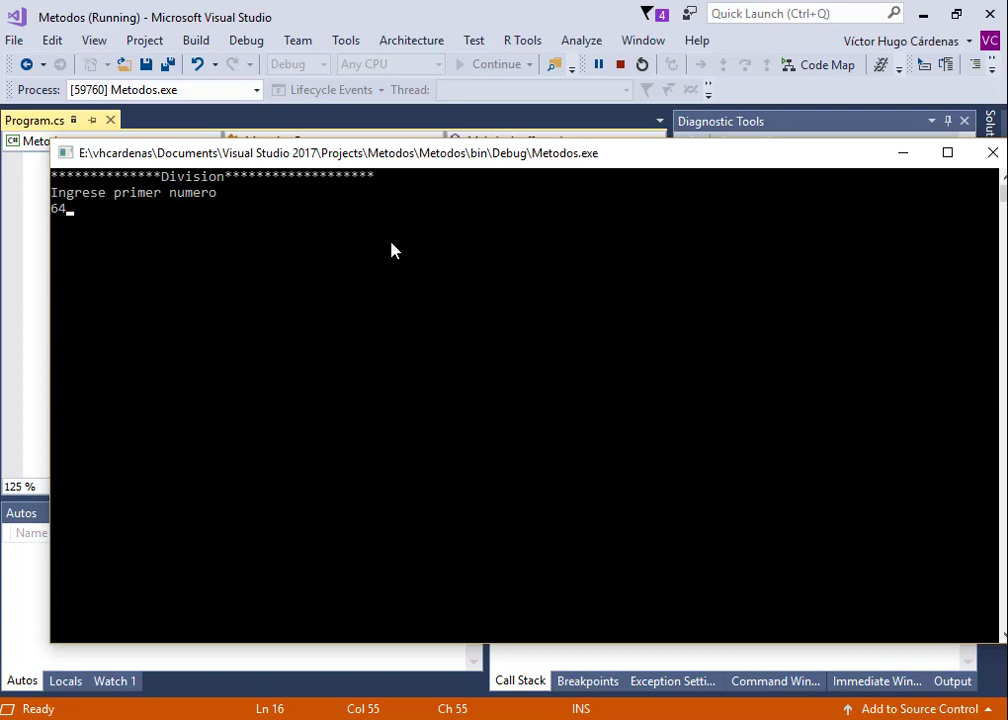 Metodos (Running) - Microsoft Visual Studio
4
Quick Launch (Ctrl+Q)
File Edit View Project Build Debug Team Tools Architecture Test R Tools Analyze Window Help
Víctor Hugo Cárdenas VC
Debug Any CPU Continue Code Map
Process: [59760] Metodos.exe Lifecycle Events Thread:
Program.cs
Diagnostic Tools
E:\vhcardenas\Documents\Visual Studio 2017\Projects\Metodos\Metodos\bin\Debug\Metodos.exe
**************Division*******************
Ingrese primer numero
64
125 %
Autos
Name
Autos Locals Watch 1
Call Stack Breakpoints Exception Setti... Command Win... Immediate Win... Output
Ready Ln 16 Col 55 Ch 55 INS Add to Source Control